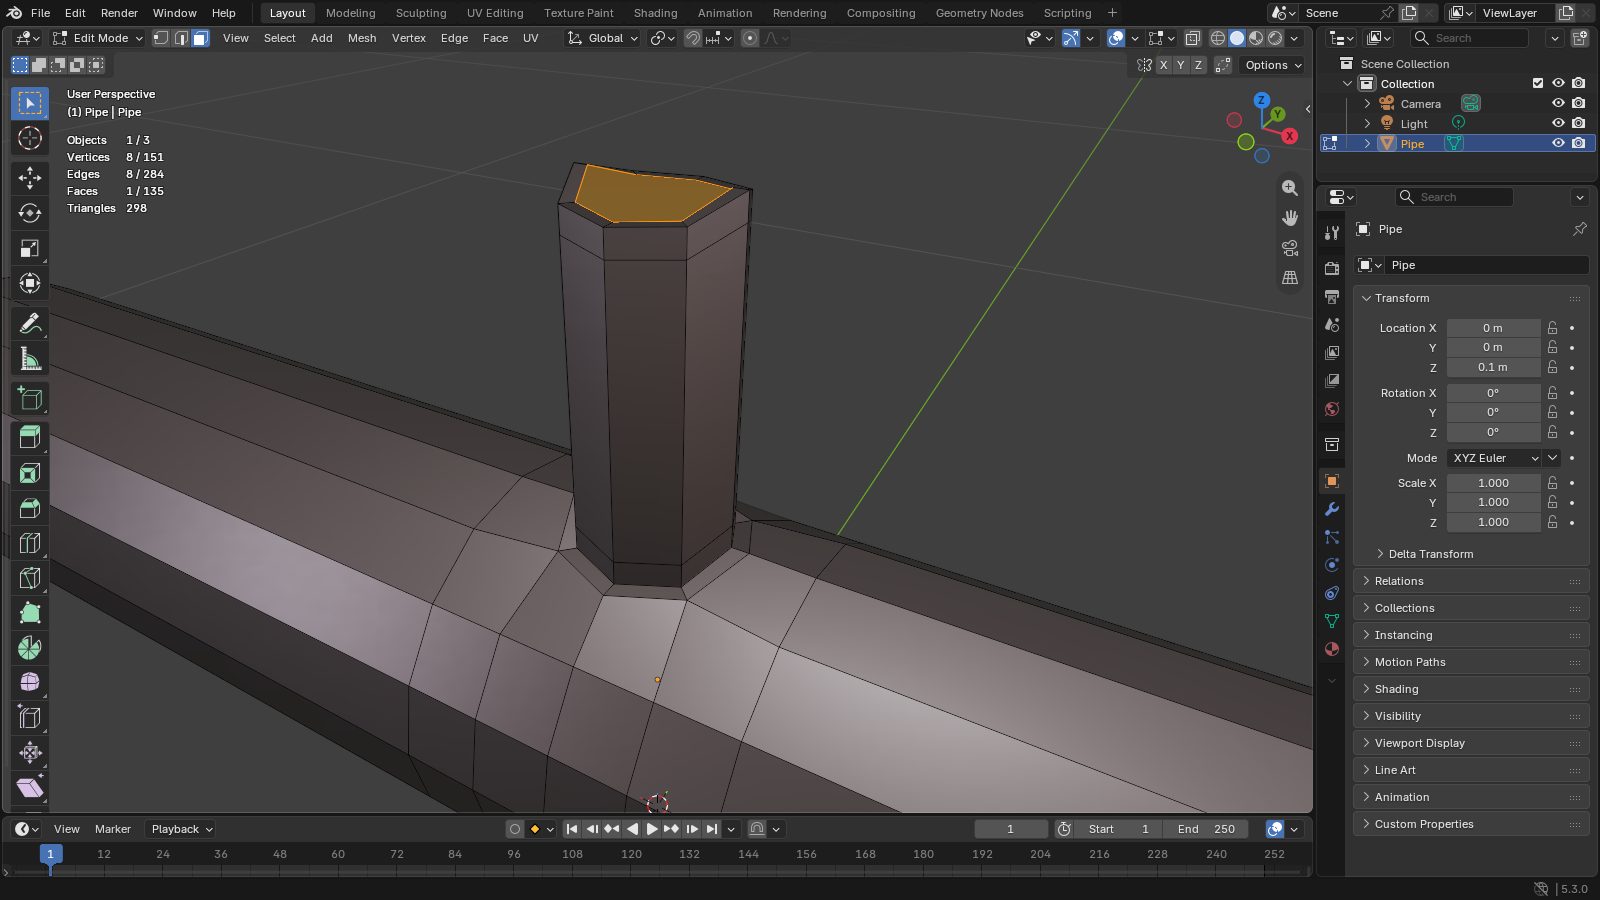 File Edit Render Window Help Layout Modeling Sculpting UV Editing Texture Paint Shading Animation Rendering Compositing Geometry Nodes Scripting + Scene ViewLayer
Edit Mode View Select Add Mesh Vertex Edge Face UV Global Search
X Y Z Options
User Perspective
(1) Pipe | Pipe
Objects 1 / 3
Vertices 8 / 151
Edges 8 / 284
Faces 1 / 135
Triangles 298
Z
Y
X
Scene Collection
Collection
Camera
Light
Pipe
Search
Pipe
Pipe
Transform
Location X 0 m
Y 0 m
Z 0.1 m
Rotation X 0°
Y 0°
Z 0°
Mode XYZ Euler
Scale X 1.000
Y 1.000
Z 1.000
Delta Transform
Relations
Collections
Instancing
Motion Paths
Shading
Visibility
Viewport Display
Line Art
Animation
Custom Properties
View Marker Playback 1 Start 1 End 250
1 12 24 36 48 60 72 84 96 108 120 132 144 156 168 180 192 204 216 228 240 252
5.3.0